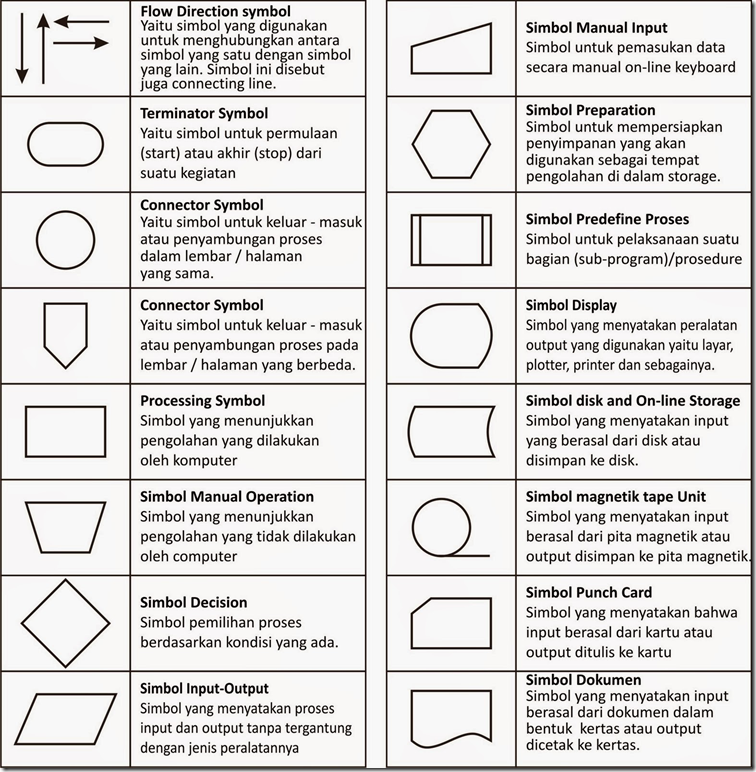 Flow Direction symbol
Yaitu simbol yang digunakan
untuk menghubungkan antara
simbol yang satu dengan simbol
yang lain. Simbol ini disebut
juga connecting line.
Terminator Symbol
Yaitu simbol untuk permulaan
(start) atau akhir (stop) dari
suatu kegiatan
Connector Symbol
Yaitu simbol untuk keluar - masuk
atau penyambungan proses
dalam lembar / halaman
yang sama.
Connector Symbol
Yaitu simbol untuk keluar - masuk
atau penyambungan proses pada
lembar / halaman yang berbeda.
Processing Symbol
Simbol yang menunjukkan
pengolahan yang dilakukan
oleh komputer
Simbol Manual Operation
Simbol yang menunjukkan
pengolahan yang tidak dilakukan
oleh computer
Simbol Decision
Simbol pemilihan proses
berdasarkan kondisi yang ada.
Simbol Input-Output
Simbol yang menyatakan proses
input dan output tanpa tergantung
dengan jenis peralatannya
Simbol Manual Input
Simbol untuk pemasukan data
secara manual on-line keyboard
Simbol Preparation
Simbol untuk mempersiapkan
penyimpanan yang akan
digunakan sebagai tempat
pengolahan di dalam storage.
Simbol Predefine Proses
Simbol untuk pelaksanaan suatu
bagian (sub-program)/prosedure
Simbol Display
Simbol yang menyatakan peralatan
output yang digunakan yaitu layar,
plotter, printer dan sebagainya.
Simbol disk and On-line Storage
Simbol yang menyatakan input
yang berasal dari disk atau
disimpan ke disk.
Simbol magnetik tape Unit
Simbol yang menyatakan input
berasal dari pita magnetik atau
output disimpan ke pita magnetik.
Simbol Punch Card
Simbol yang menyatakan bahwa
input berasal dari kartu atau
output ditulis ke kartu
Simbol Dokumen
Simbol yang menyatakan input
berasal dari dokumen dalam
bentuk kertas atau output
dicetak ke kertas.